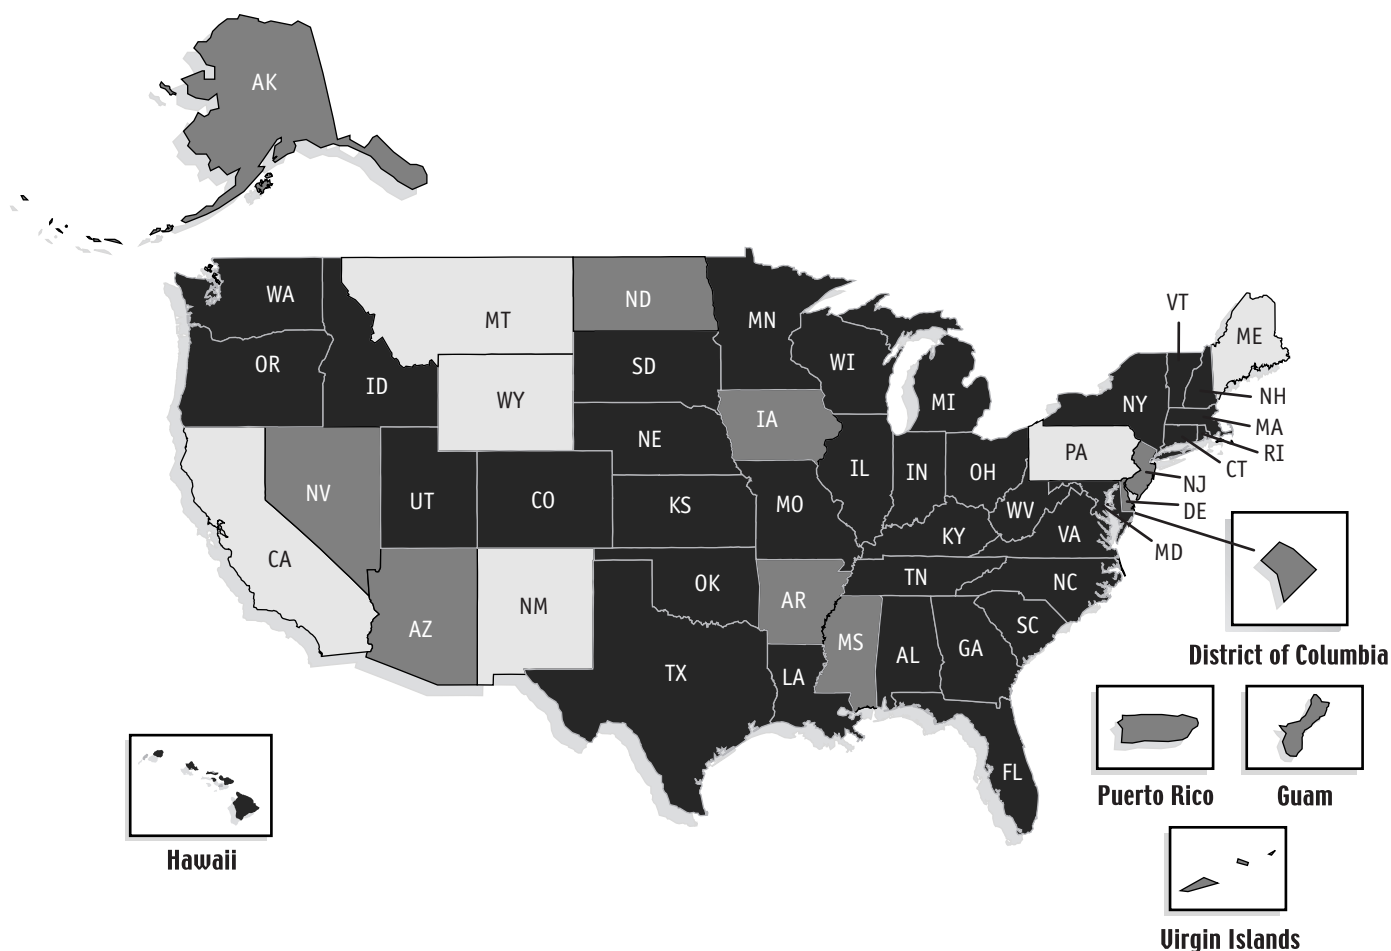 AK
WA
MT
ND
MN
VT
ME
OR
ID
WY
SD
WI
MI
NY
NH
MA
RI
CT
NV
UT
CO
NE
IA
IL
IN
OH
PA
NJ
DE
MD
CA
KS
MO
KY
WV
VA
AZ
NM
OK
AR
TN
NC
TX
LA
MS
AL
GA
SC
FL
District of Columbia
Puerto Rico
Guam
Hawaii
Virgin Islands